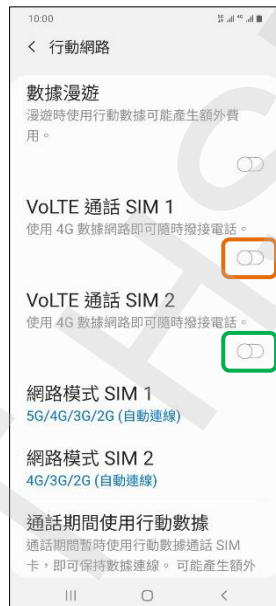 10:00
行動網路
數據漫遊
漫遊時使用行動數據可能產生額外費
用。
VoLTE 通話 SIM 1
使用 4G 數據網路即可隨時撥接電話。
VoLTE 通話 SIM 2
使用 4G 數據網路即可隨時撥接電話。
網路模式 SIM 1
5G/4G/3G/2G (自動連線)
網路模式 SIM 2
4G/3G/2G (自動連線)
通話期間使用行動數據
通話期間暫時使用行動數據通話 SIM
卡，即可保持數據連線。 可能產生額外